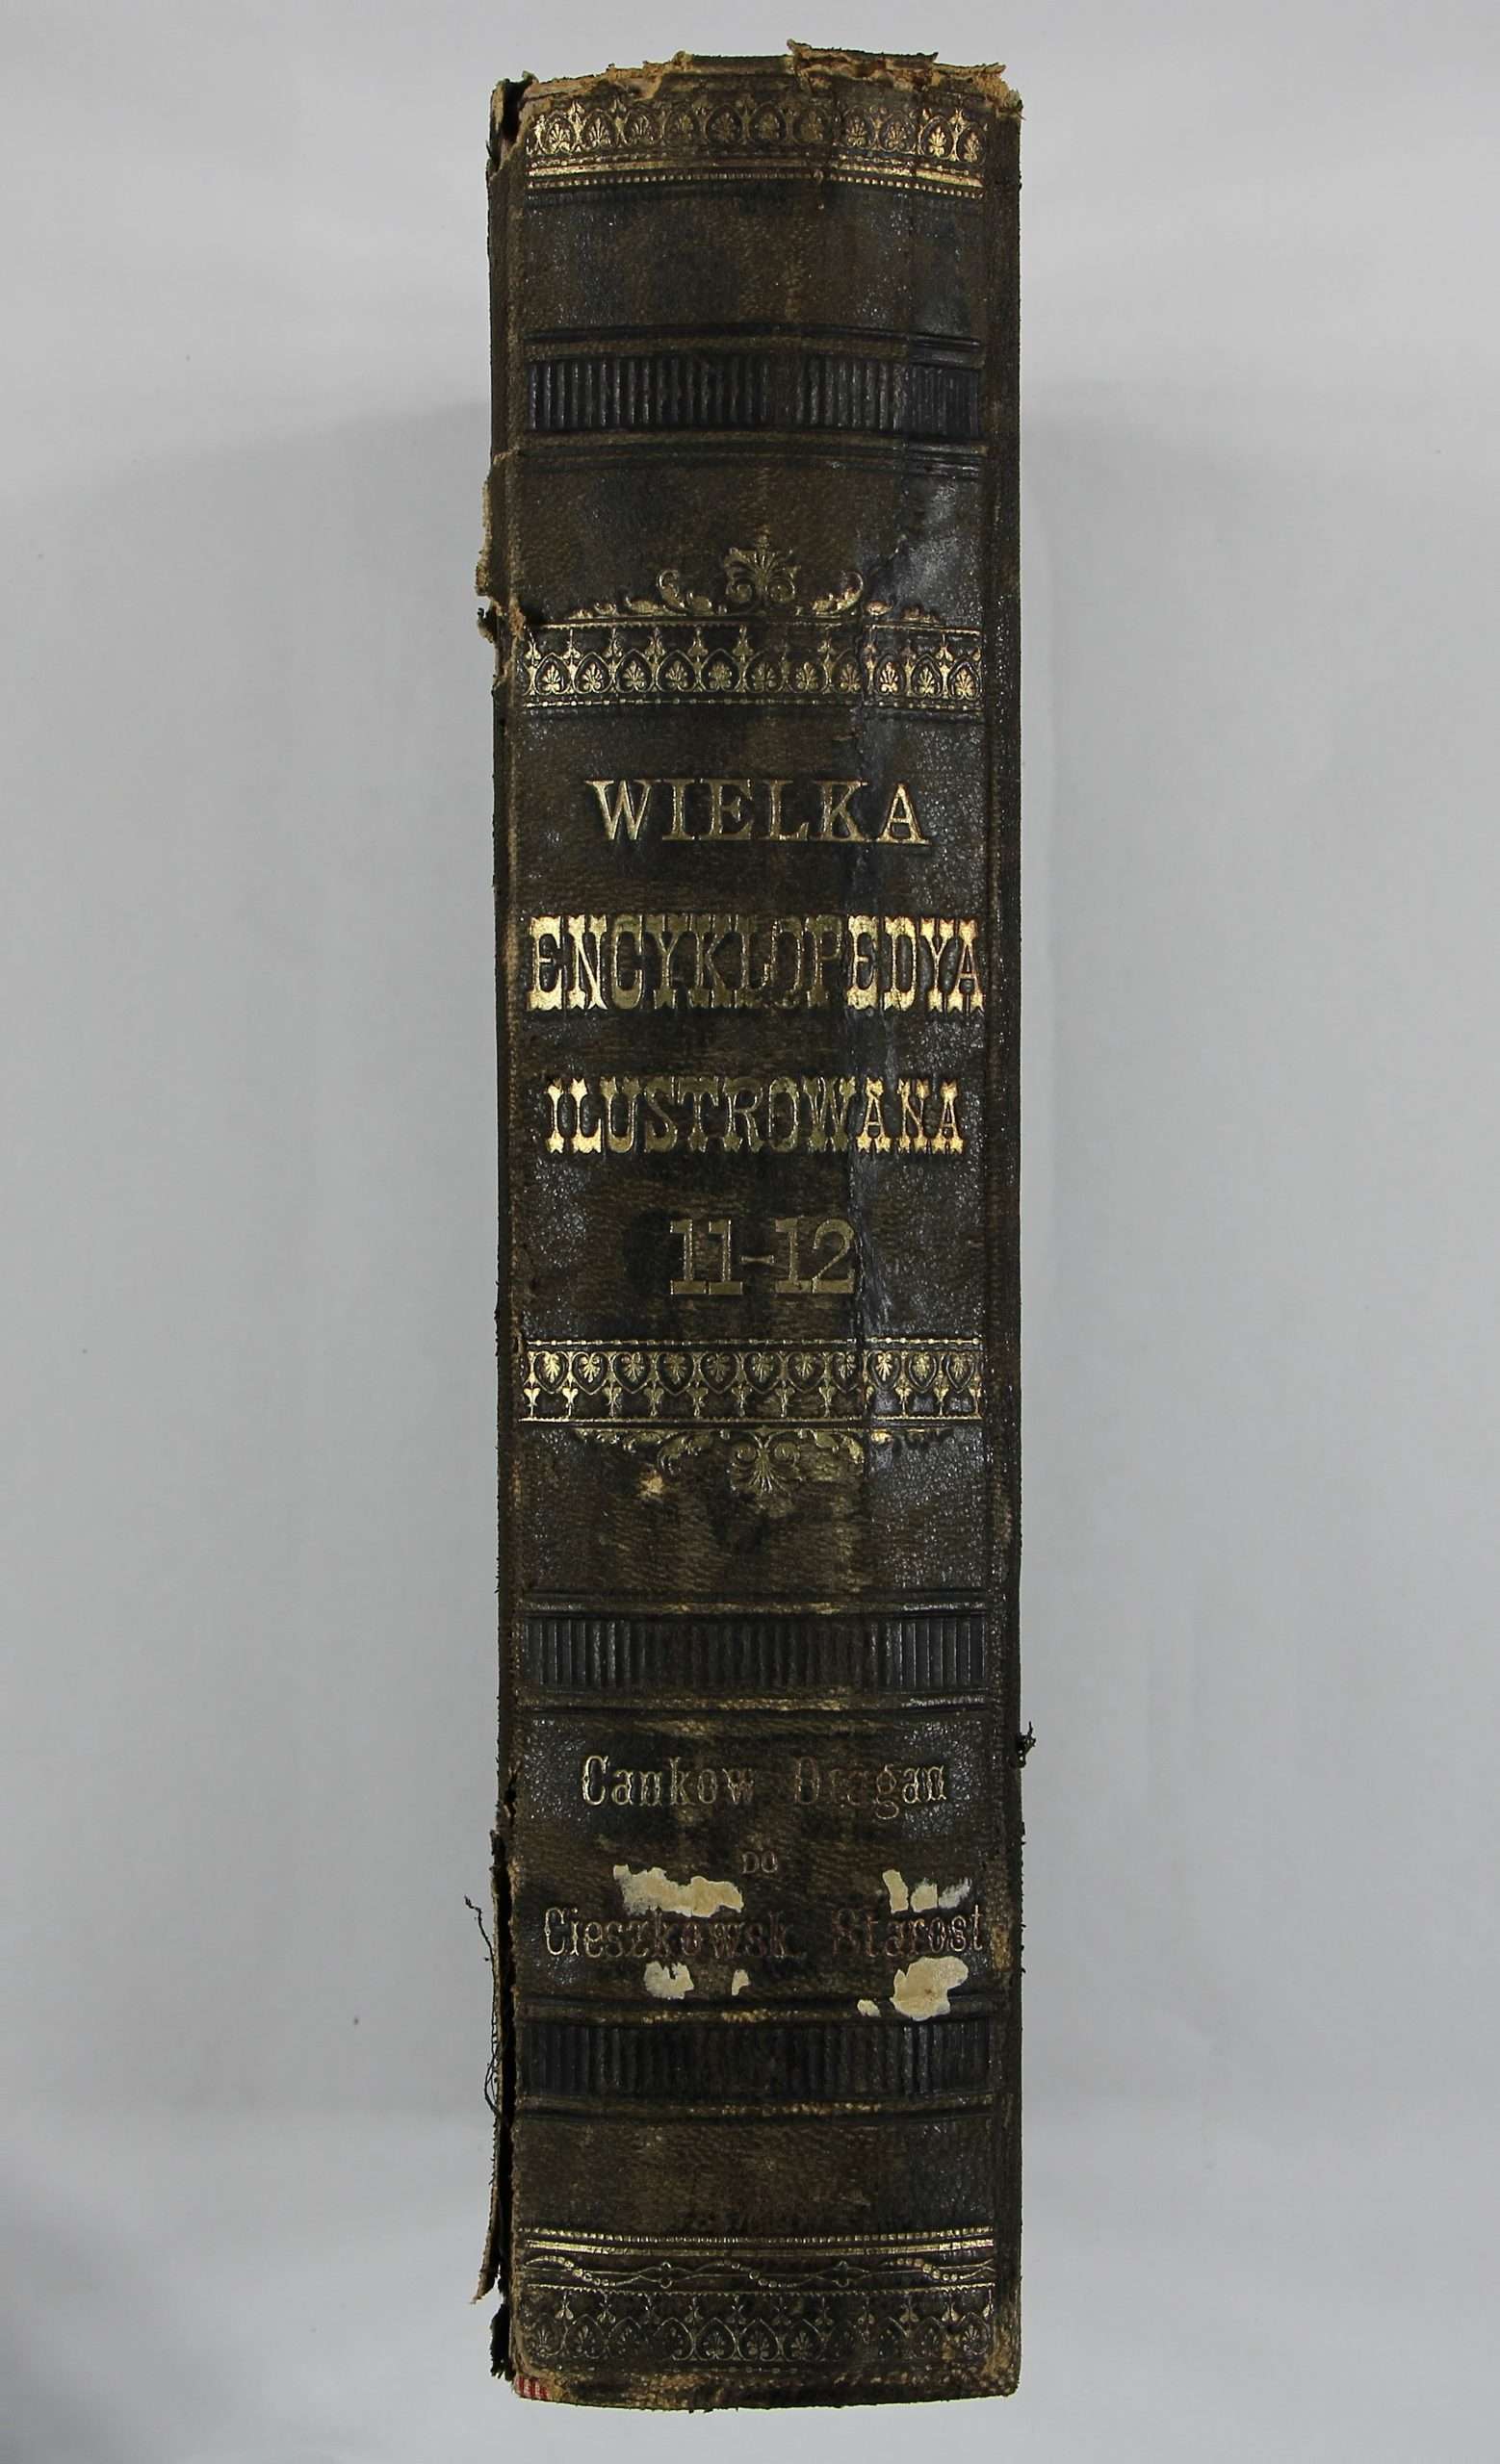 WIELKA
ENCYKLOPEDYA
ILUSTROWANA
11-12
Cankow Dragan
DO
Cieszkowsk Starost